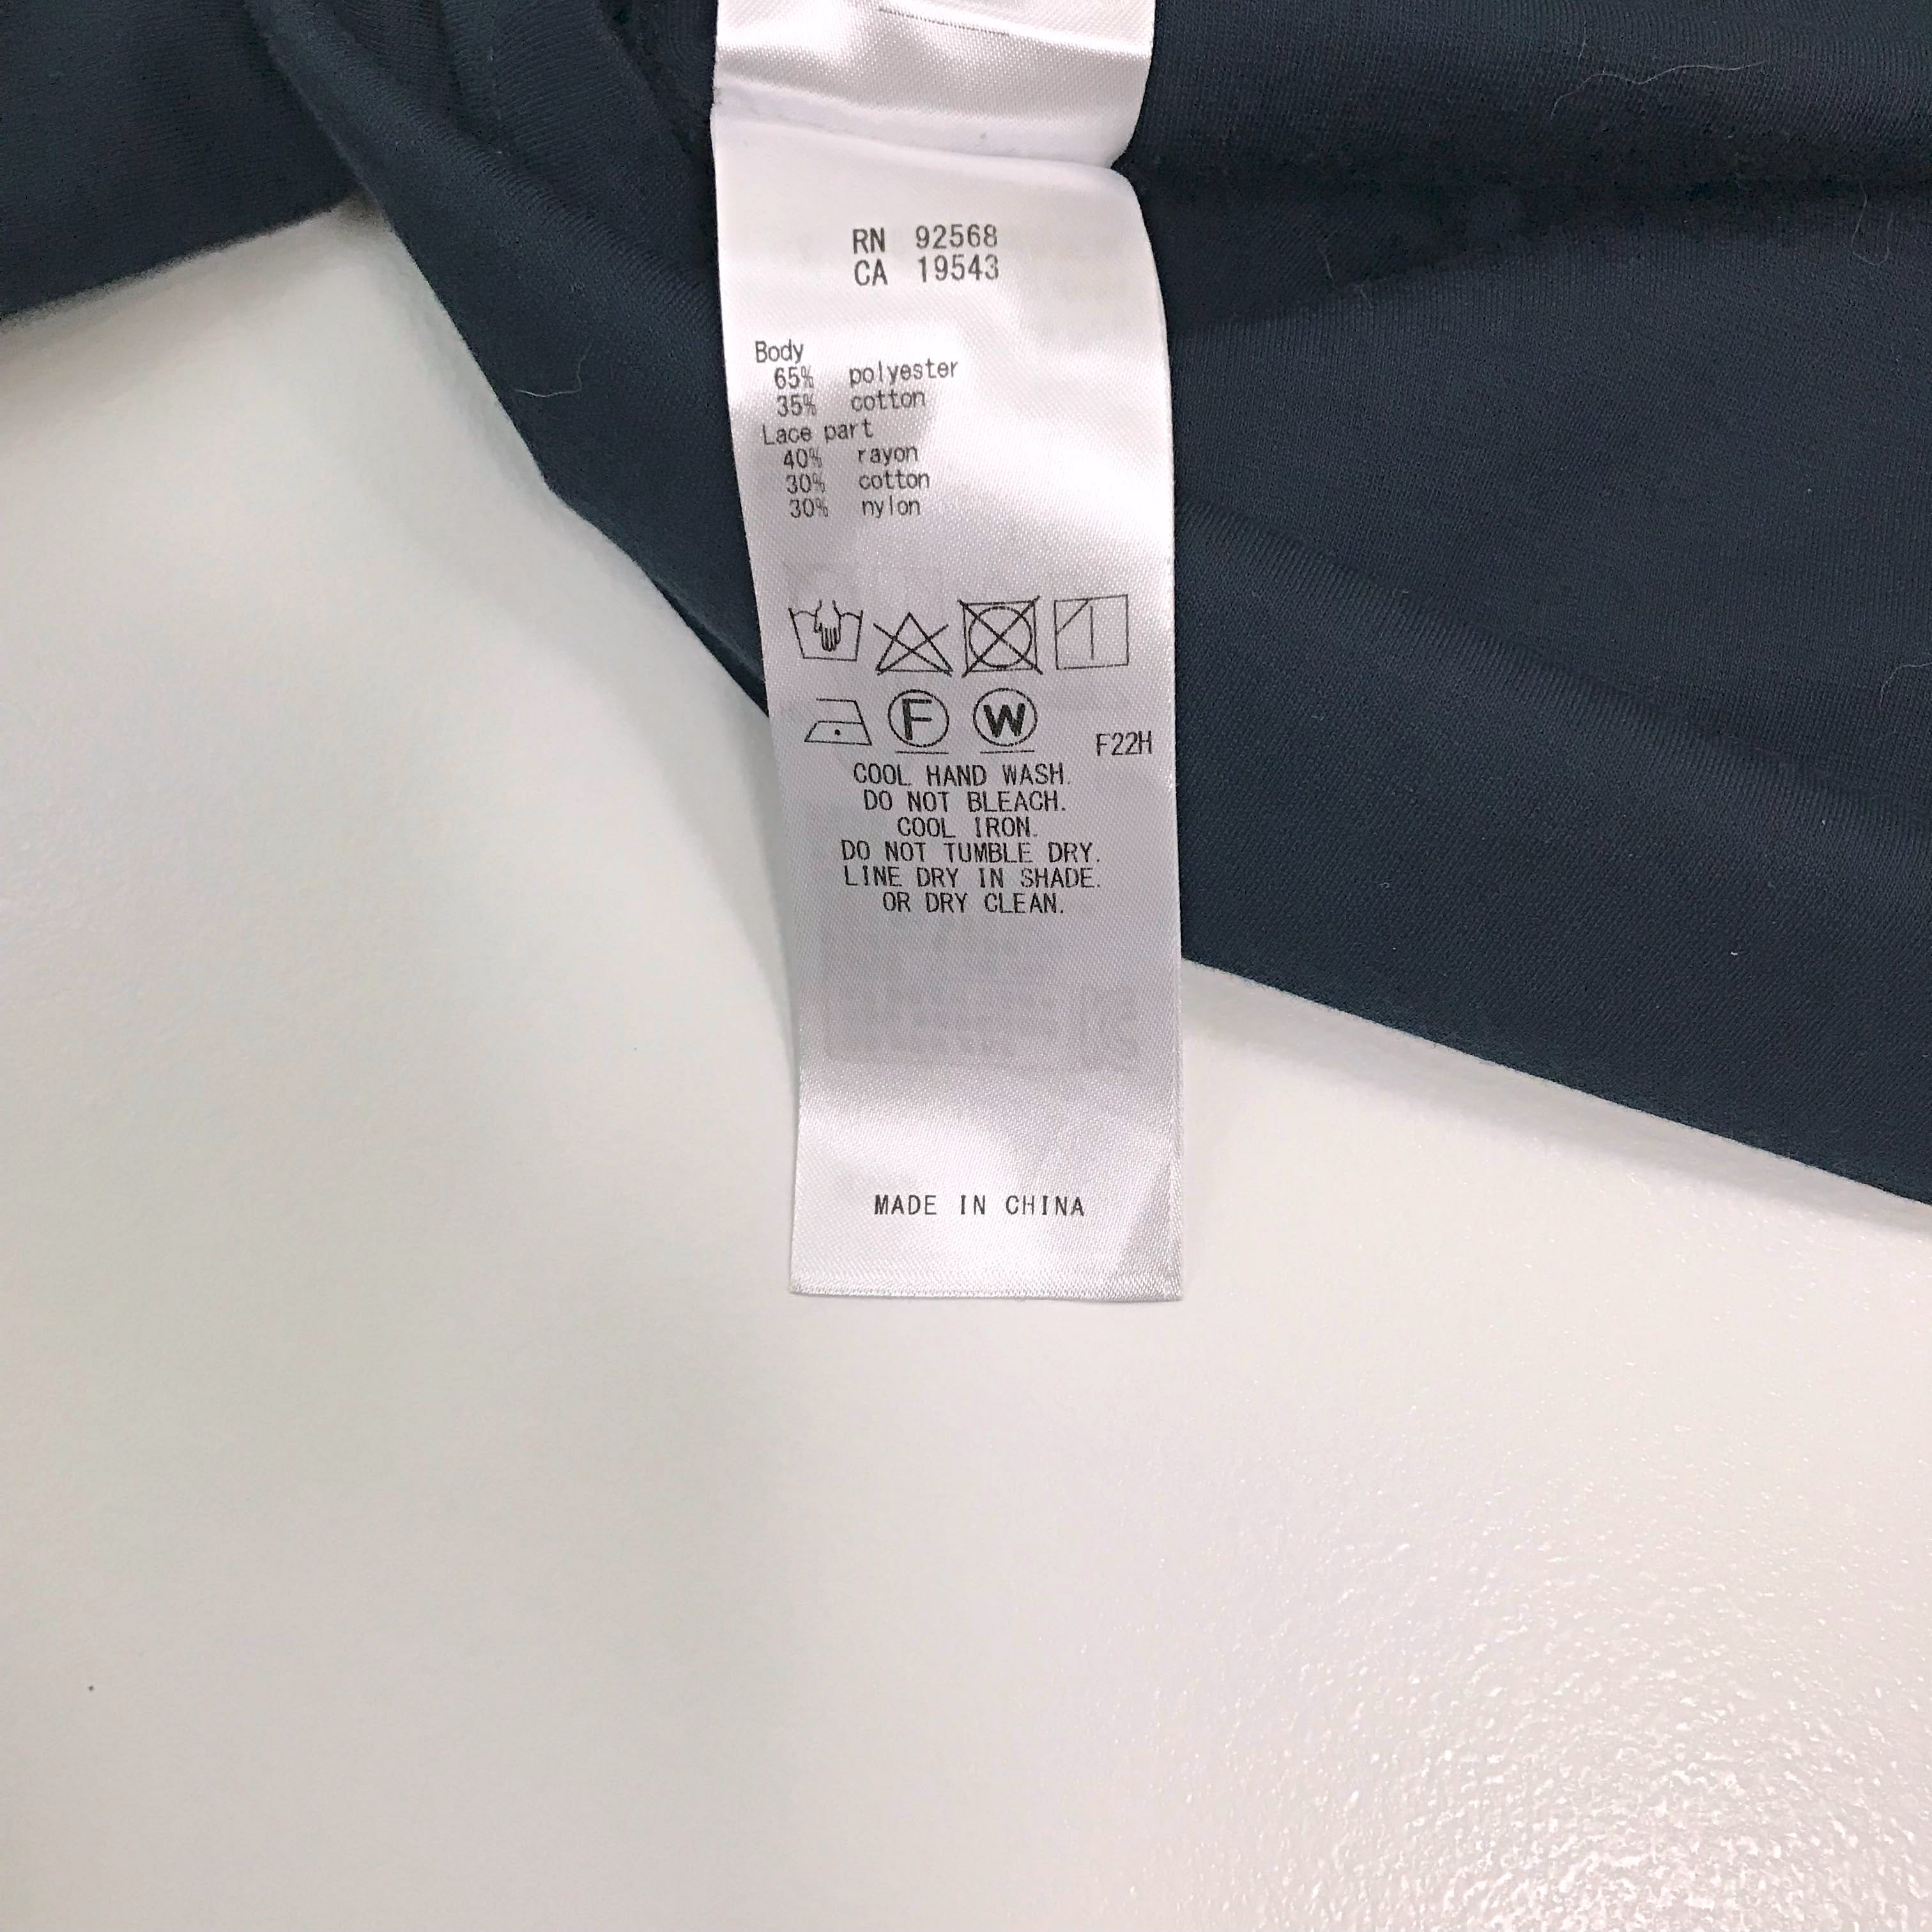 RN 92568
CA 19543
Body
65% polyester
35% cotton
Lace part
40% rayon
30% cotton
30% nylon
F W
F22H
COOL HAND WASH.
DO NOT BLEACH.
COOL IRON.
DO NOT TUMBLE DRY.
LINE DRY IN SHADE.
OR DRY CLEAN.
MADE IN CHINA